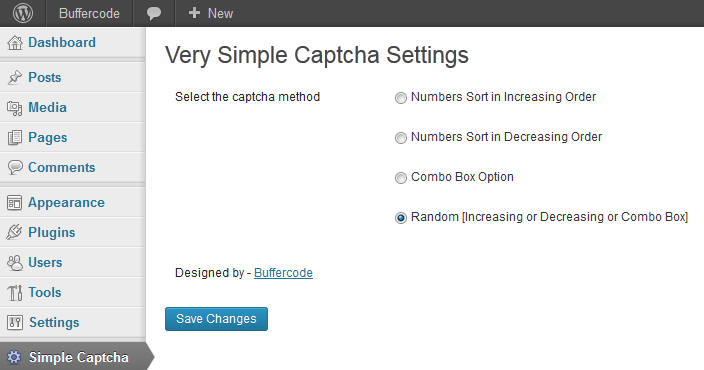 Buffercode
New
Dashboard
Posts
Media
Pages
Comments
Appearance
Plugins
Users
Tools
Settings
Simple Captcha
Very Simple Captcha Settings
Select the captcha method
Numbers Sort in Increasing Order
Numbers Sort in Decreasing Order
Combo Box Option
Random [Increasing or Decreasing or Combo Box]
Designed by - Buffercode
Save Changes